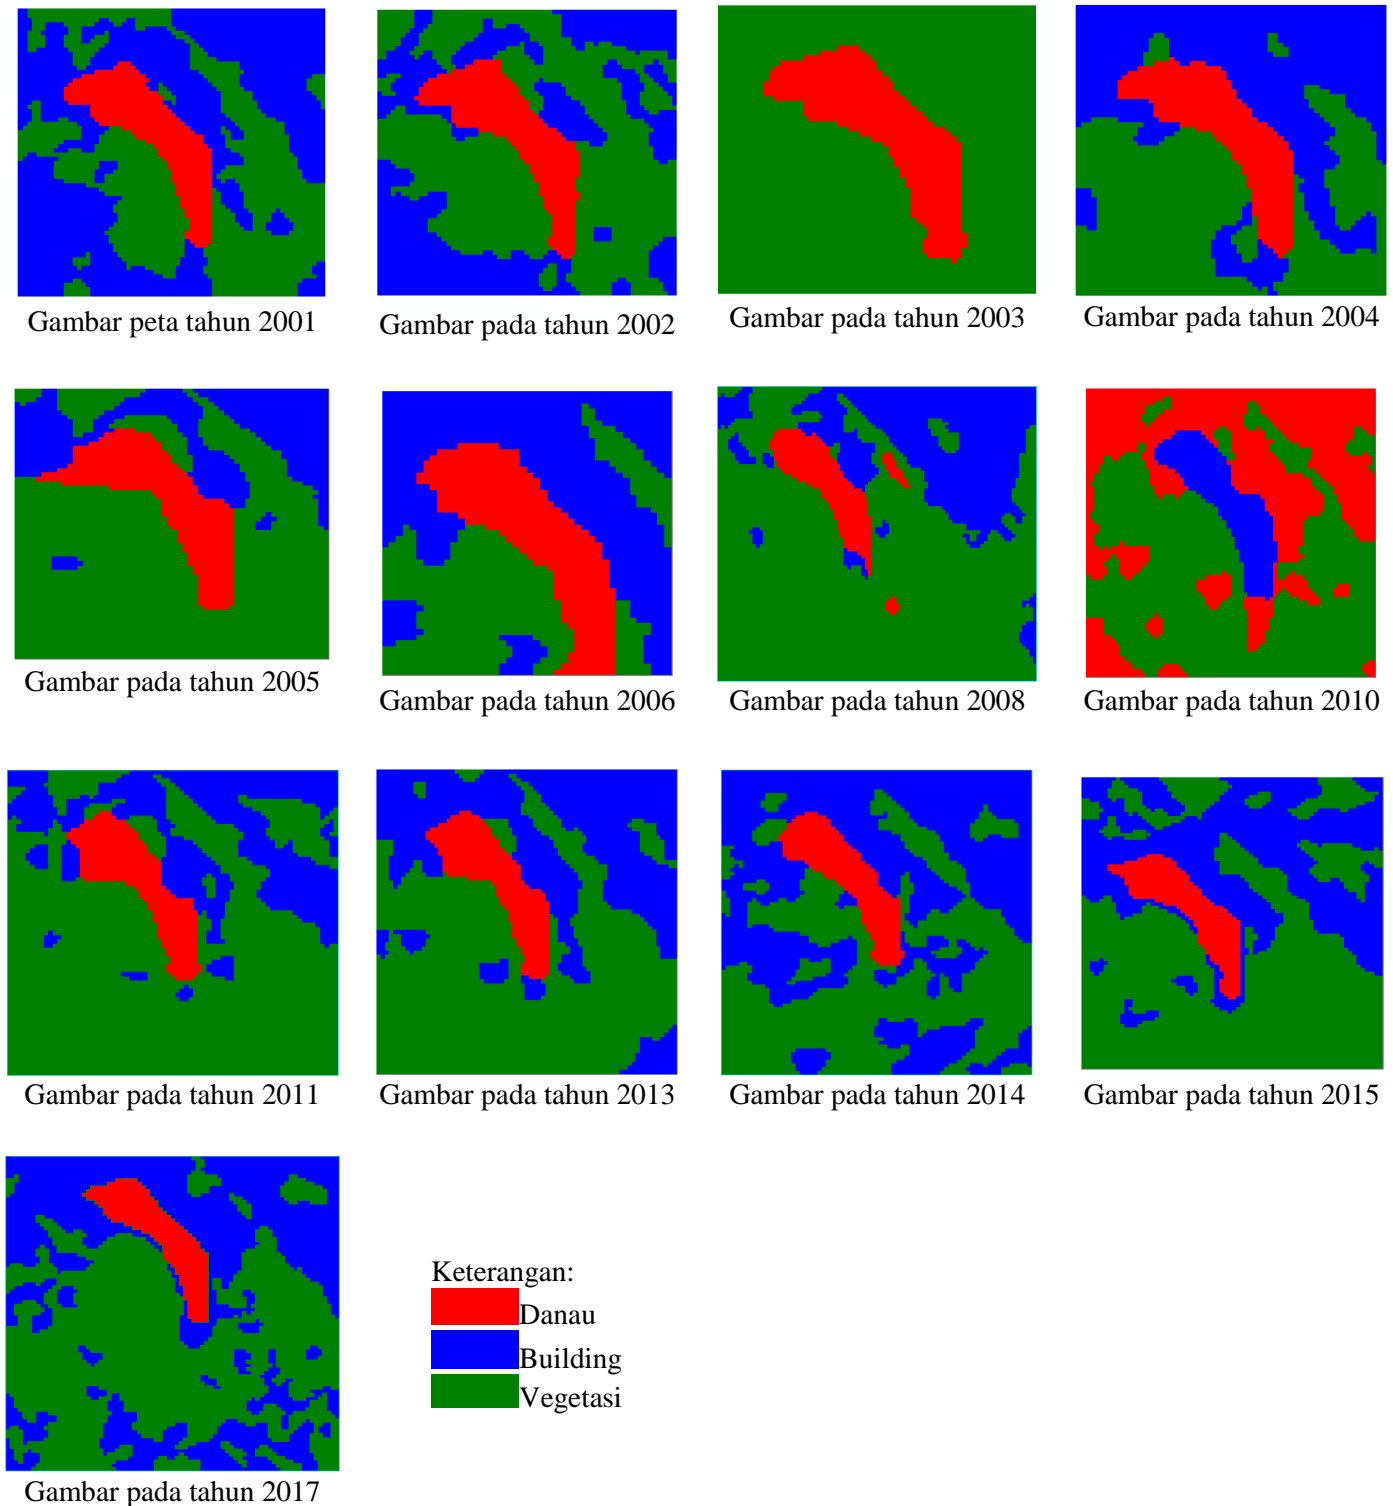 Gambar peta tahun 2001
Gambar pada tahun 2002
Gambar pada tahun 2003
Gambar pada tahun 2004
Gambar pada tahun 2005
Gambar pada tahun 2006
Gambar pada tahun 2008
Gambar pada tahun 2010
Gambar pada tahun 2011
Gambar pada tahun 2013
Gambar pada tahun 2014
Gambar pada tahun 2015
Gambar pada tahun 2017
Keterangan:
Danau
Building
Vegetasi